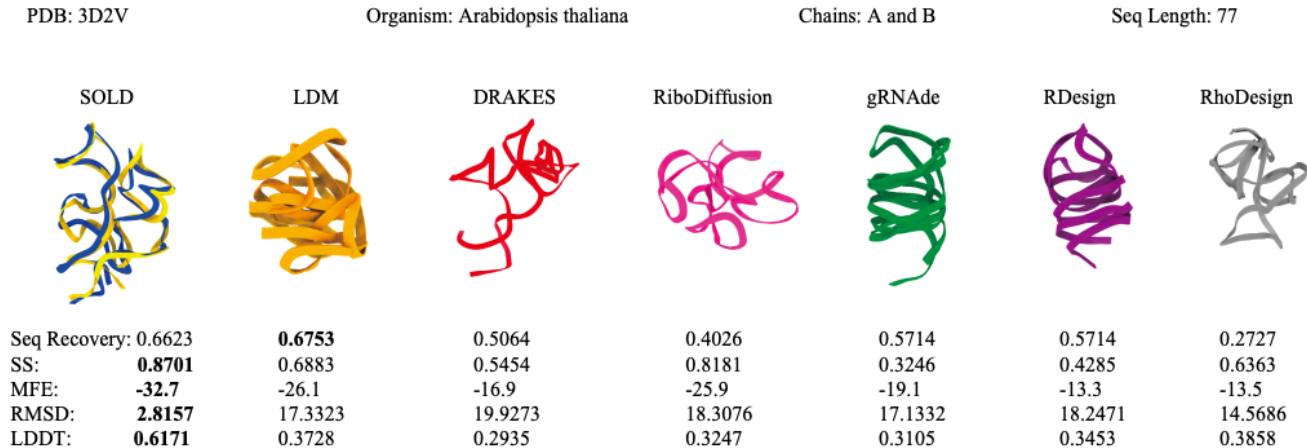 PDB: 3D2V Organism: Arabidopsis thaliana Chains: A and B Seq Length: 77
SOLD LDM DRAKES RiboDiffusion gRNAde RDesign RhoDesign
Seq Recovery: 0.6623 0.6753 0.5064 0.4026 0.5714 0.5714 0.2727
SS: 0.8701 0.6883 0.5454 0.8181 0.3246 0.4285 0.6363
MFE: -32.7 -26.1 -16.9 -25.9 -19.1 -13.3 -13.5
RMSD: 2.8157 17.3323 19.9273 18.3076 17.1332 18.2471 14.5686
LDDT: 0.6171 0.3728 0.2935 0.3247 0.3105 0.3453 0.3858